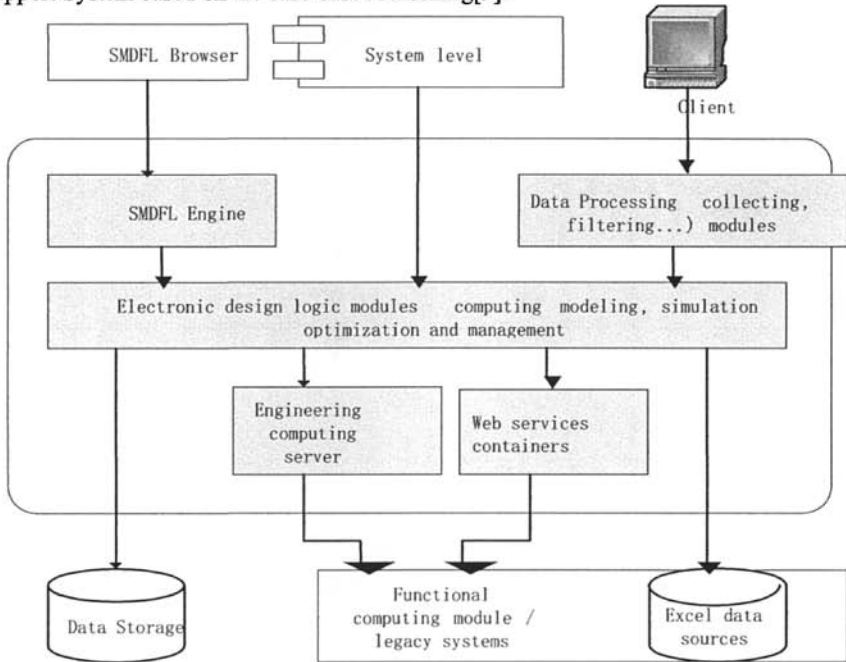 SMDFL Browser
System level
Client
SMDFL Engine
Data Processing collecting,
filtering...) modules
Electronic design logic modules computing modeling, simulation
optimization and management
Engineering
computing
server
Web services
containers
Data Storage
Functional
computing module /
legacy systems
Excel data
sources